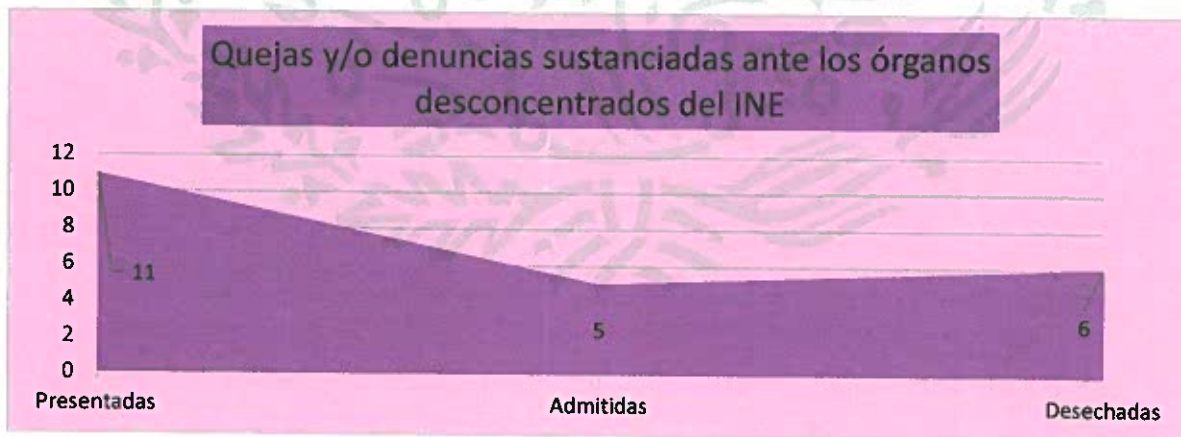 Quejas y/o denuncias sustanciadas ante los órganos
desconcentrados del INE
12
10
8
6
4
2
0
11
5
6
Presentadas
Admitidas
Desechadas